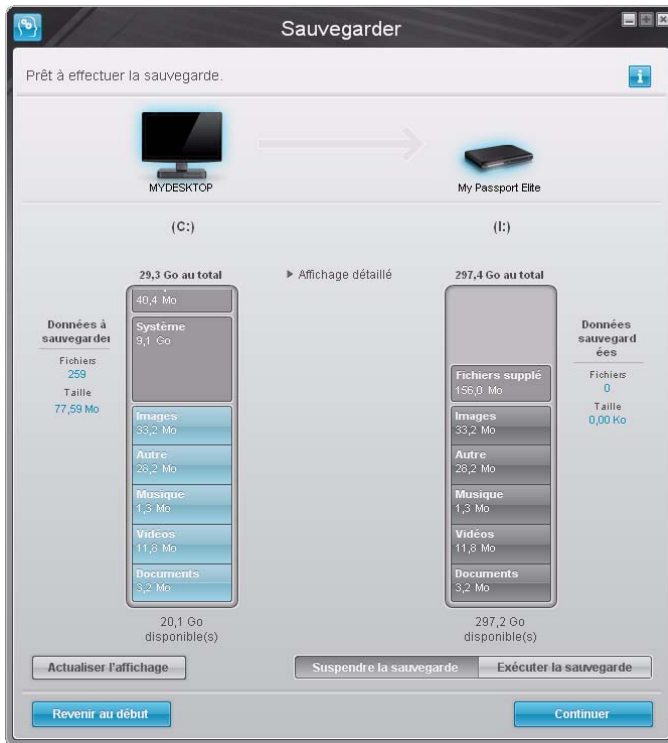 Sauvegarder
Prêt à effectuer la sauvegarde.
MYDESKTOP
My Passport Elite
(C:)
(I:)
29,3 Go au total
Affichage détaillé
297,4 Go au total
Données à
sauvegarder
Fichiers
259
Taille
77,59 Mo
40,4 Mo
Système
9,1 Go
Images
33,2 Mo
Autre
28,2 Mo
Musique
1,3 Mo
Vidéos
11,8 Mo
Documents
3,2 Mo
20,1 Go
disponible(s)
Fichiers supplé
156,0 Mo
Images
33,2 Mo
Autre
28,2 Mo
Musique
1,3 Mo
Vidéos
11,8 Mo
Documents
3,2 Mo
297,2 Go
disponible(s)
Données
sauvegard
ées
Fichiers
0
Taille
0,00 Ko
Actualiser l'affichage
Suspendre la sauvegarde
Exécuter la sauvegarde
Revenir au début
Continuer